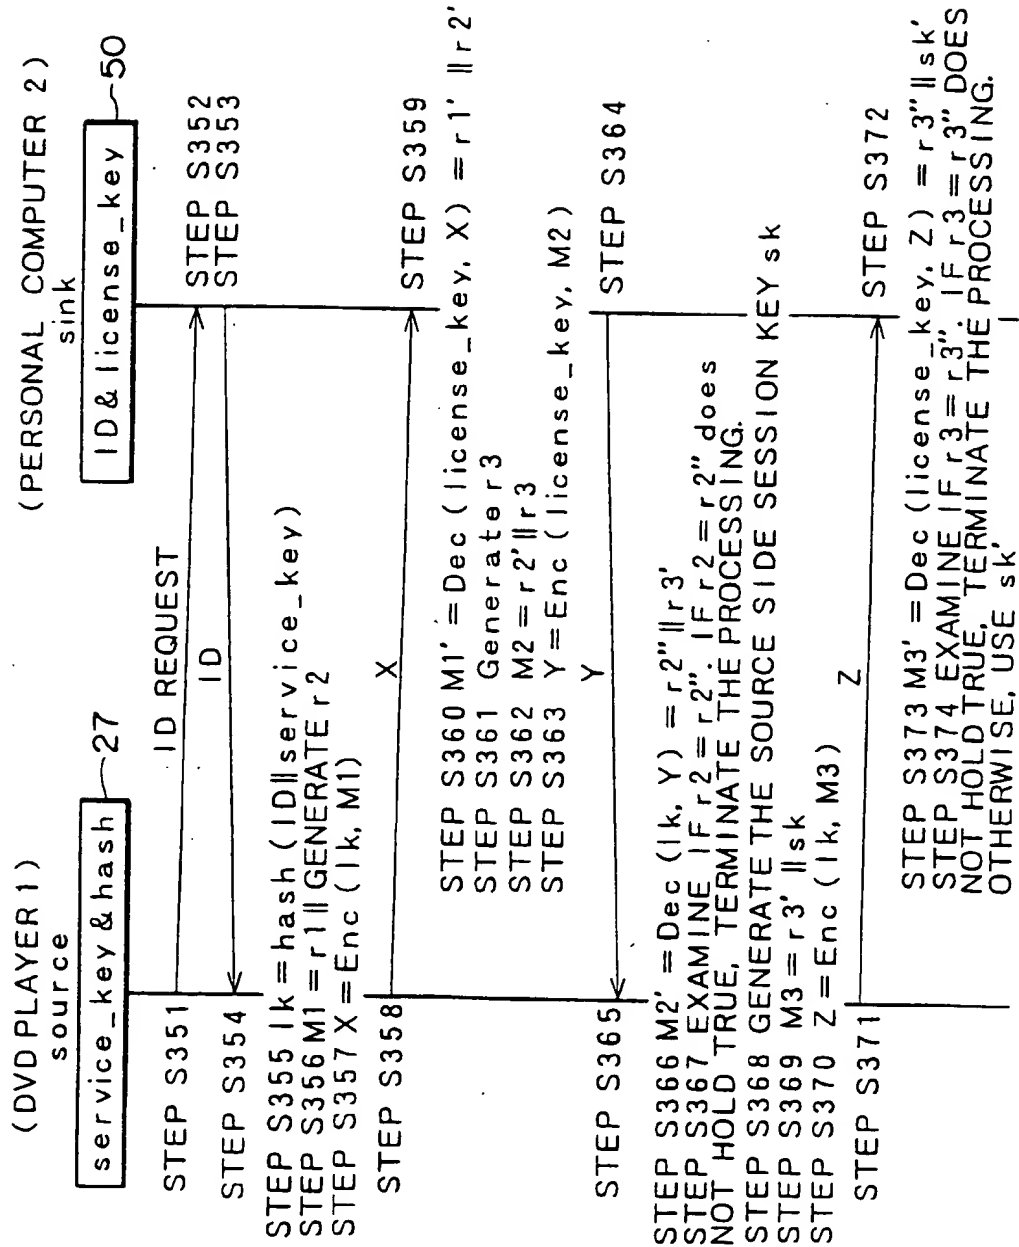 (DVD PLAYER 1)
source
(PERSONAL COMPUTER 2)
sink
service_key & hash
27
ID & license_key
50
STEP S351
ID REQUEST
STEP S352
STEP S353
ID
STEP S354
STEP S355 lk = hash (ID || service_key)
STEP S356 M1 = r1 || GENERATE r2
STEP S357 X = Enc (lk, M1)
STEP S358
X
STEP S359
STEP S360 M1' = Dec (license_key, X) = r1' || r2'
STEP S361 Generate r3
STEP S362 M2 = r2' || r3
STEP S363 Y = Enc (license_key, M2)
Y
STEP S364
STEP S365
STEP S366 M2' = Dec (lk, Y) = r2" || r3'
STEP S367 EXAMINE IF r2 = r2". IF r2 = r2" does
NOT HOLD TRUE, TERMINATE THE PROCESSING.
STEP S368 GENERATE THE SOURCE SIDE SESSION KEY sk
STEP S369 M3 = r3' || sk
STEP S370 Z = Enc (lk, M3)
STEP S371
Z
STEP S372
STEP S373 M3' = Dec (license_key, Z) = r3" || sk'
STEP S374 EXAMINE IF r3 = r3". IF r3 = r3" DOES
NOT HOLD TRUE, TERMINATE THE PROCESSING.
OTHERWISE, USE sk'